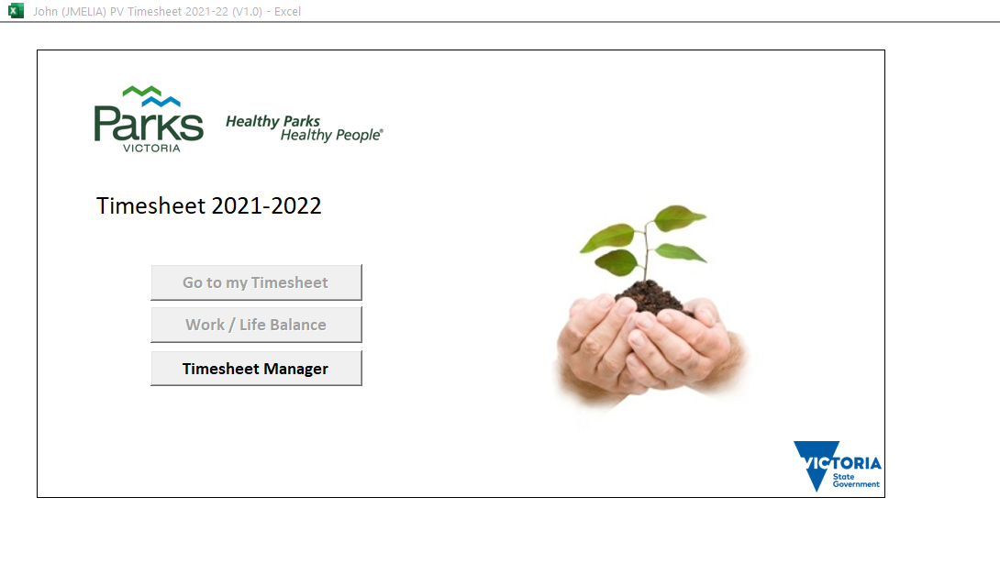 John (JMELIA) PV Timesheet 2021-22 (V1.0) - Excel
Parks
VICTORIA
Healthy Parks
Healthy People®
Timesheet 2021-2022
Go to my Timesheet
Work / Life Balance
Timesheet Manager
VICTORIA
State
Government